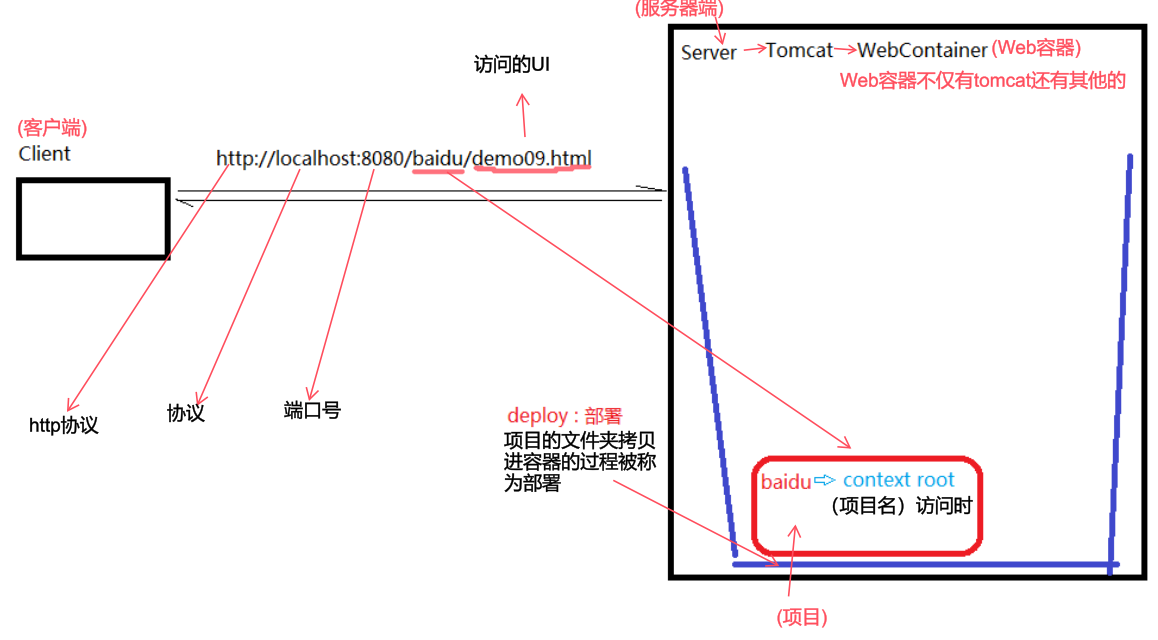 (服务器端)
Server Tomcat WebContainer (Web容器)
Web容器不仅有tomcat还有其他的
访问的UI
(客户端)
Client
http://localhost:8080/baidu/demo09.html
http协议
协议
端口号
deploy : 部署
项目的文件夹拷贝
进容器的过程被称
为部署
baidu context root
（项目名）访问时
(项目)